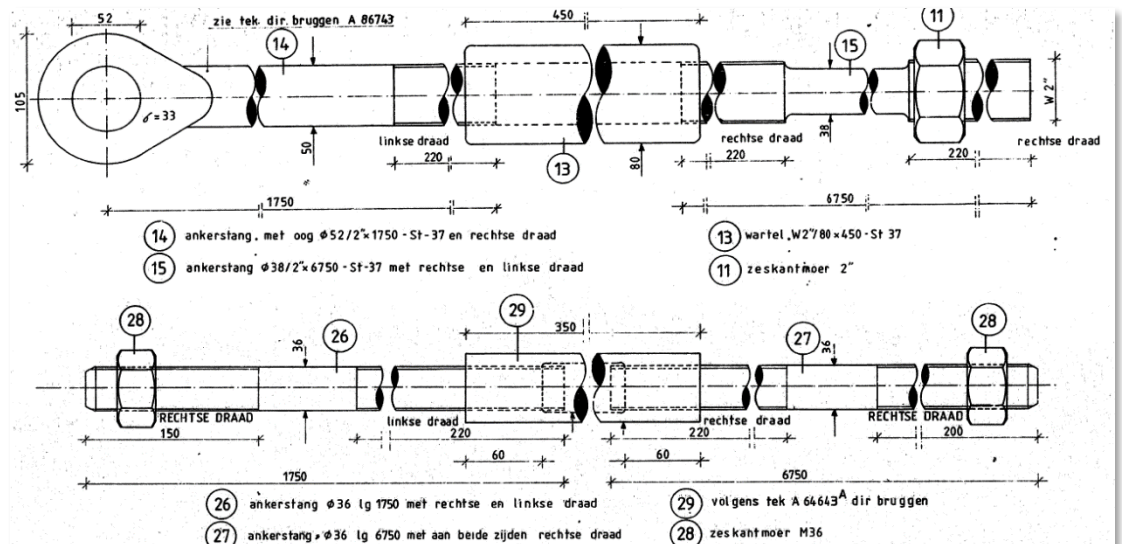 52
zie tek. dir. bruggen A 86743
450
14
15
11
105
σ=33
50
linkse draad
220
13
80
rechtse draad
220
38
220
W 2"
rechtse draad
1750
6750
14 ankerstang, met oog ϕ52/2"×1750 - St-37 en rechtse draad
15 ankerstang ϕ38/2"×6750 - St-37 met rechtse en linkse draad
13 wartel, W2"/80×450-St 37
11 zeskantmoer 2"
28
26
29
350
27
28
36
36
RECHTSE DRAAD
150
linkse draad
220
60
rechtse draad
220
60
RECHTSE DRAAD
200
1750
6750
26 ankerstang ϕ36 lg 1750 met rechtse en linkse draad
27 ankerstang, ϕ36 lg 6750 met aan beide zijden rechtse draad
29 volgens tek A 64643A dir bruggen
28 zeskantmoer M36